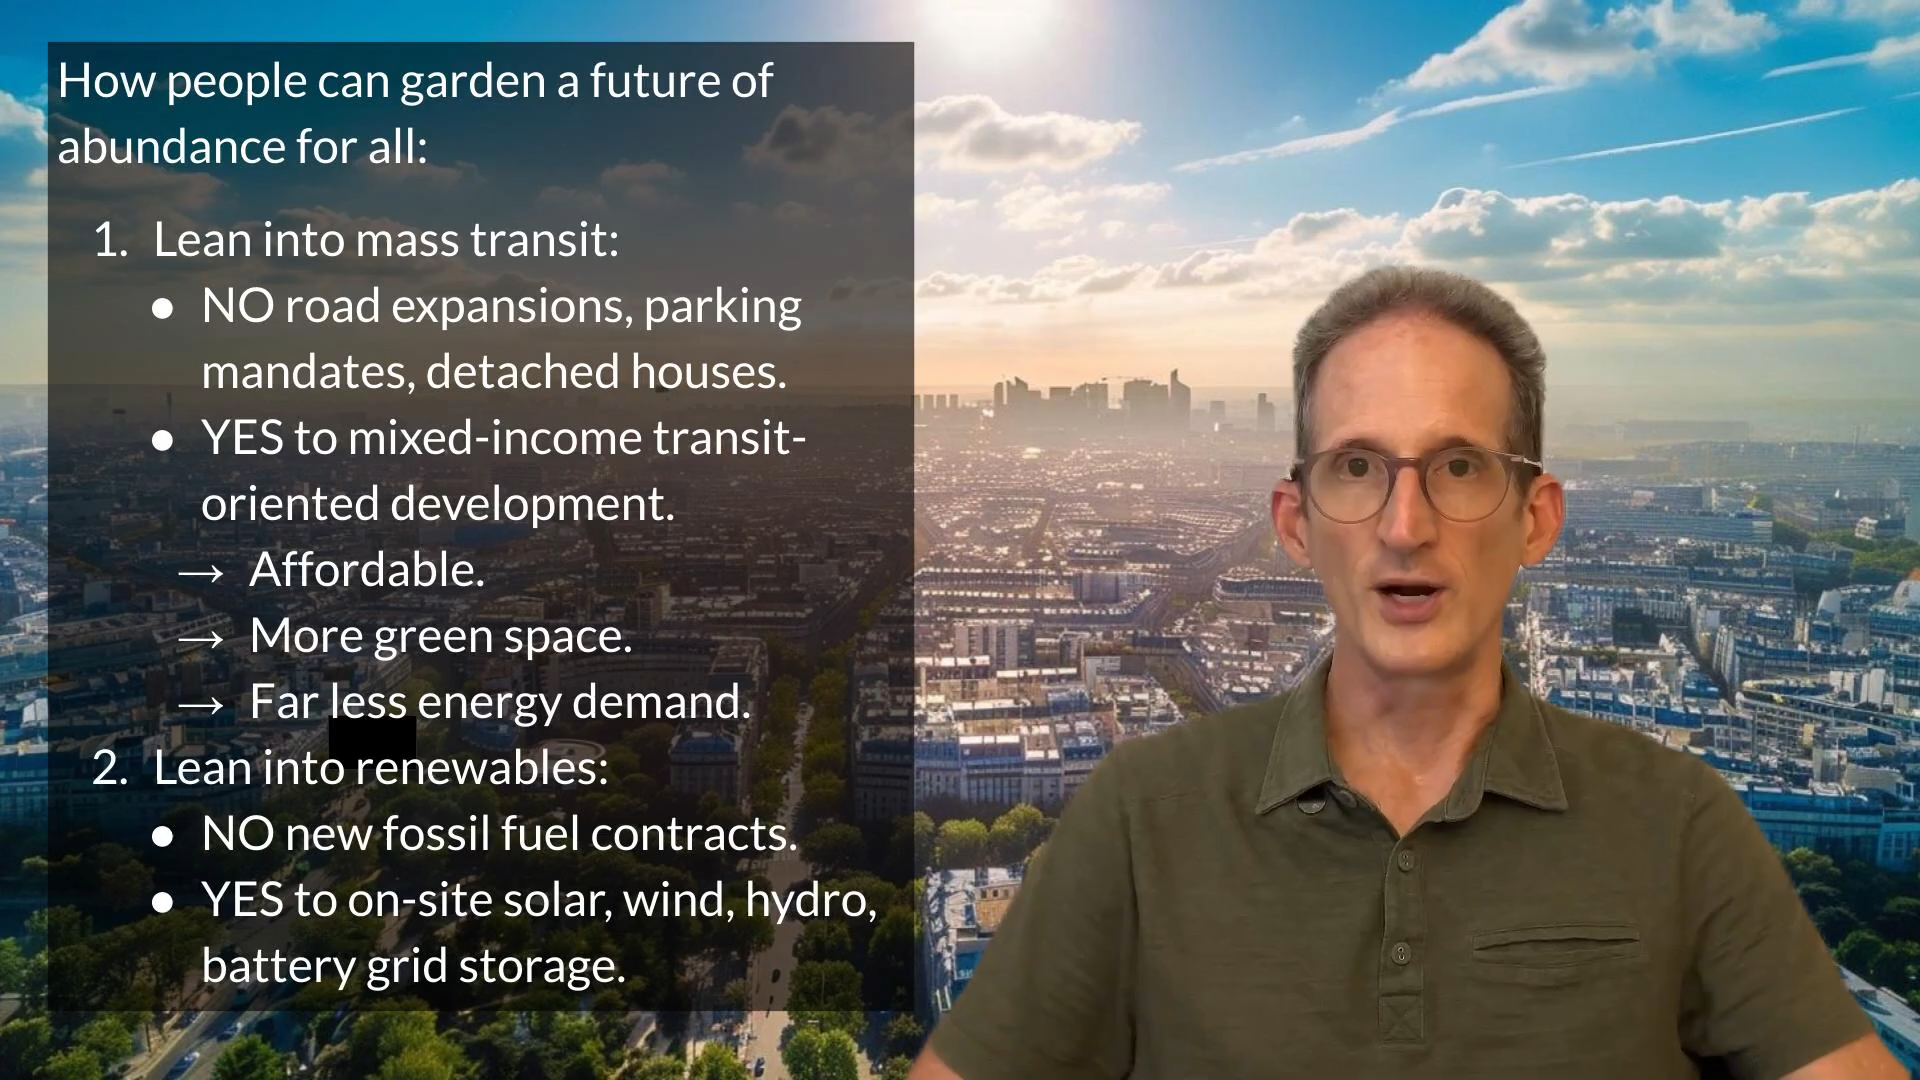 How people can garden a future of
abundance for all:
1. Lean into mass transit:
● NO road expansions, parking
mandates, detached houses.
● YES to mixed-income transit-
oriented development.
→ Affordable.
→ More green space.
→ Far less energy demand.
2. Lean into renewables:
● NO new fossil fuel contracts.
● YES to on-site solar, wind, hydro,
battery grid storage.